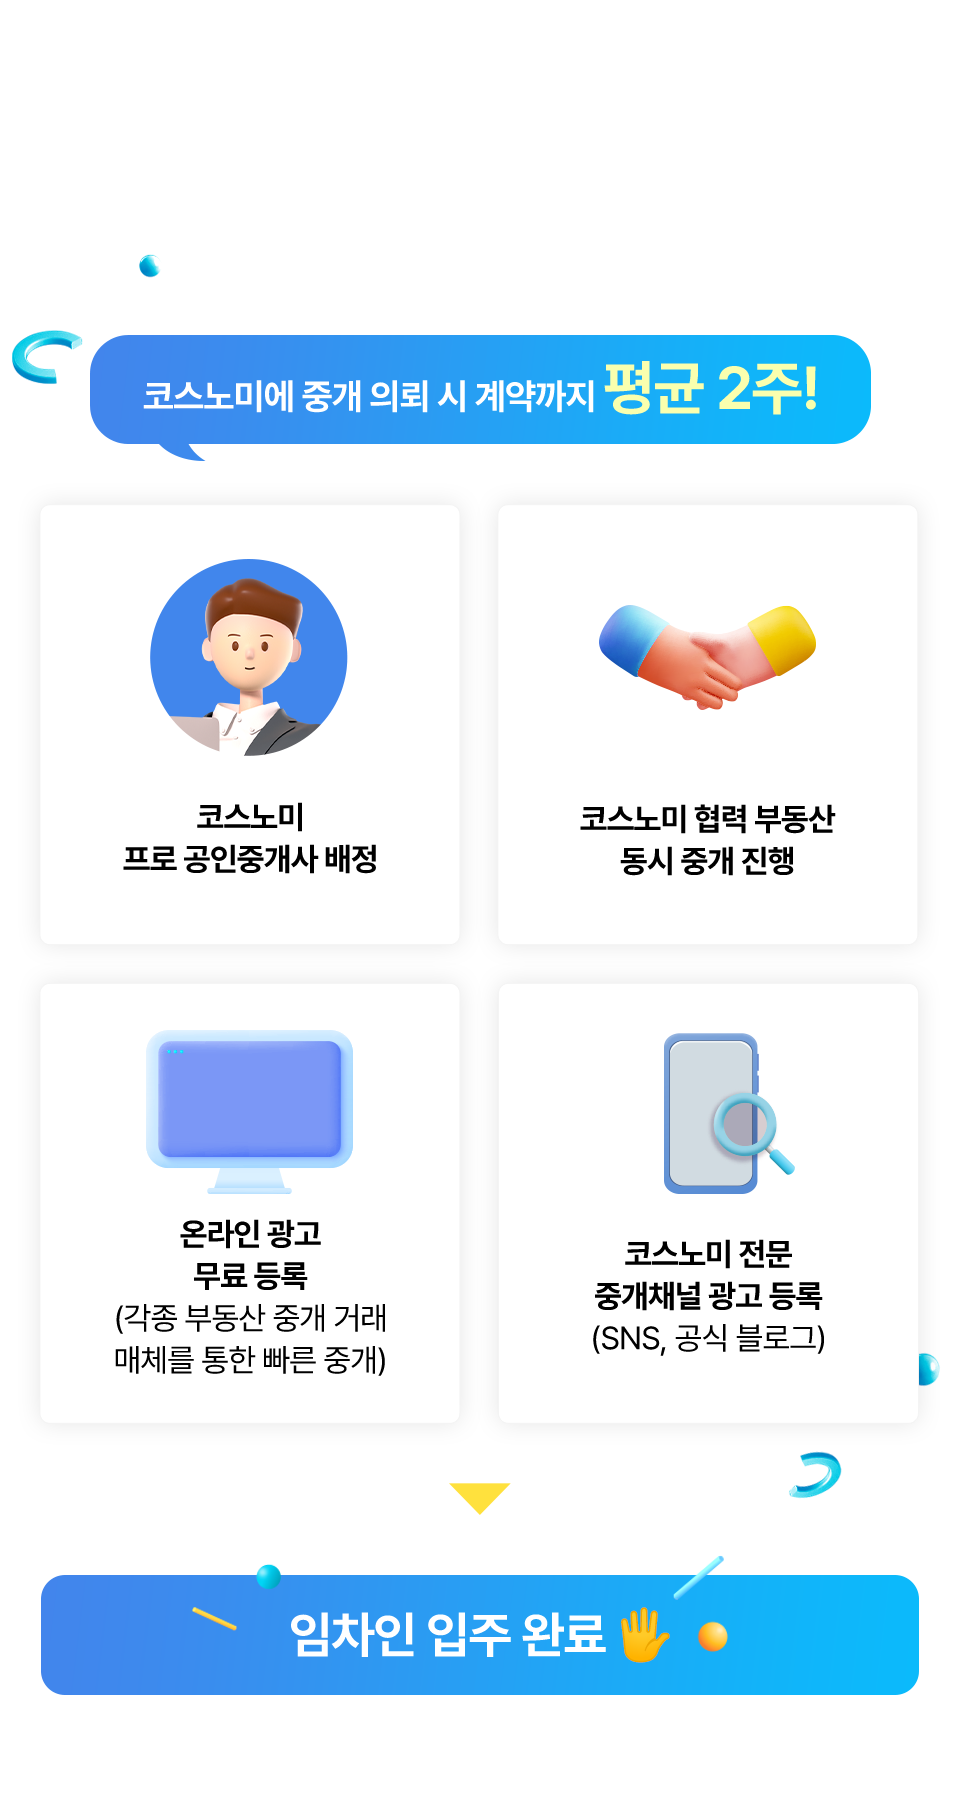 코스노미에 중개 의뢰 시 계약까지 평균 2주!
코스노미
프로 공인중개사 배정
코스노미 협력 부동산
동시 중개 진행
온라인 광고
무료 등록
(각종 부동산 중개 거래
매체를 통한 빠른 중개)
코스노미 전문
중개채널 광고 등록
(SNS, 공식 블로그)
임차인 입주 완료 🖐